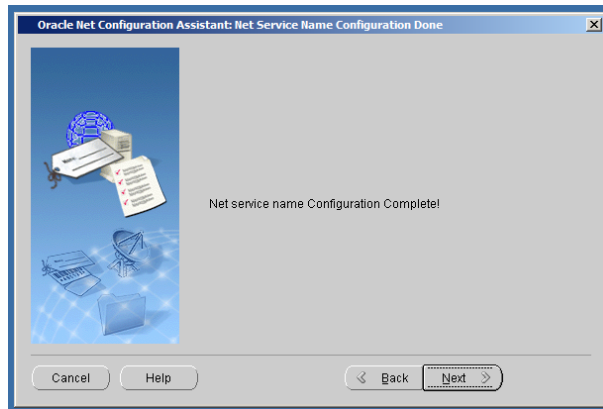 Oracle Net Configuration Assistant: Net Service Name Configuration Done
Net service name Configuration Complete!
Cancel
Help
Back
Next